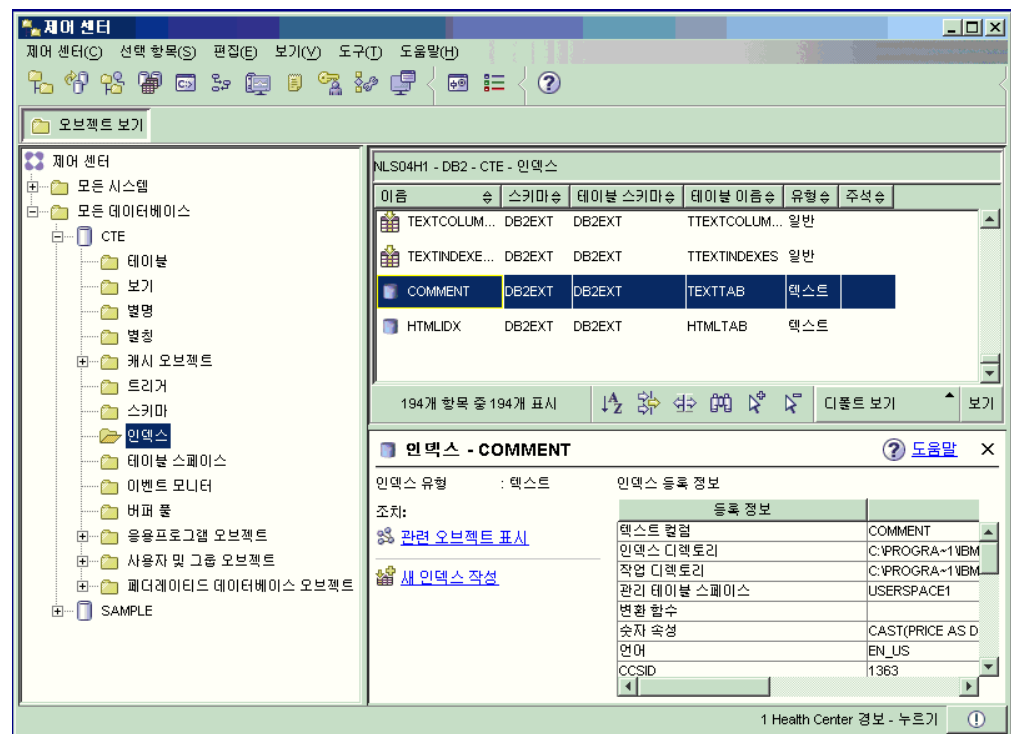 제어 센터
제어 센터(C) 선택 항목(S) 편집(E) 보기(V) 도구(T) 도움말(H)
오브젝트 보기
제어 센터
모든 시스템
모든 데이터베이스
CTE
테이블
보기
별명
별칭
캐시 오브젝트
트리거
스키마
인덱스
테이블 스페이스
이벤트 모니터
버퍼 풀
응용프로그램 오브젝트
사용자 및 그룹 오브젝트
페더레이티드 데이터베이스 오브젝트
SAMPLE
NLS04H1 - DB2 - CTE - 인덱스
이름 스키마 테이블 스키마 테이블 이름 유형 주석
TEXTCOLUM... DB2EXT DB2EXT TTEXTCOLUM... 일반
TEXTINDEXE... DB2EXT DB2EXT TTEXTINDEXES 일반
COMMENT DB2EXT DB2EXT TEXTTAB 텍스트
HTMLIDX DB2EXT DB2EXT HTMLTAB 텍스트
194개 항목 중 194개 표시 디폴트 보기 보기
인덱스 - COMMENT 도움말
인덱스 유형 : 텍스트 인덱스 등록 정보
조치:
관련 오브젝트 표시
새 인덱스 작성
등록 정보
텍스트 컬럼 COMMENT
인덱스 디렉토리 C:\PROGRA~1\IBM
작업 디렉토리 C:\PROGRA~1\IBM
관리 테이블 스페이스 USERSPACE1
변환 함수
숫자 속성 CAST(PRICE AS D
언어 EN_US
CCSID 1363
1 Health Center 경보 - 누르기